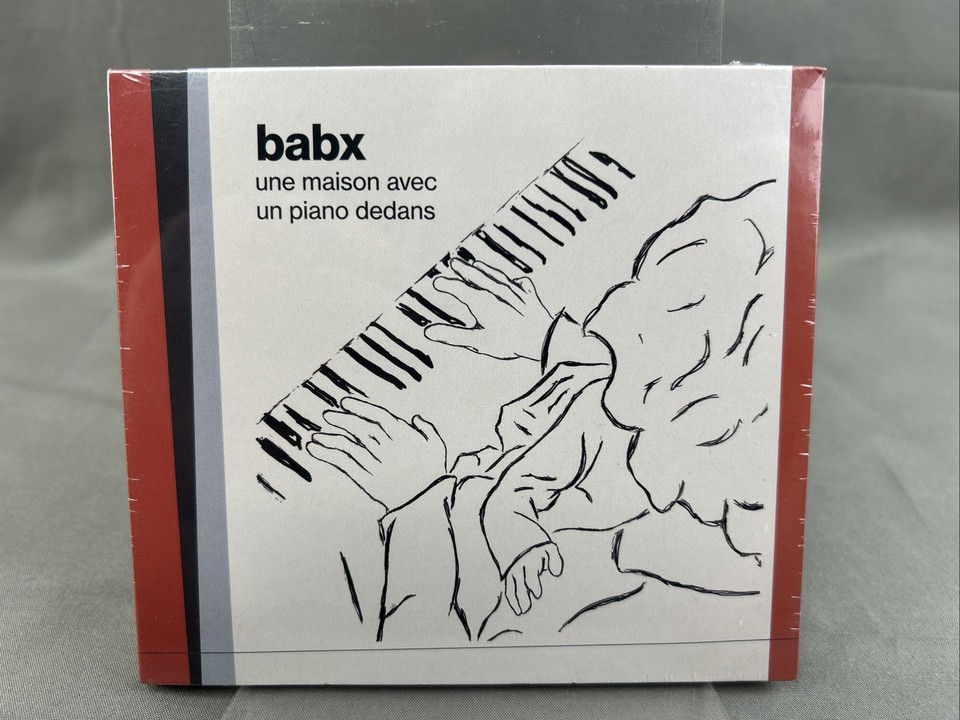 babx
une maison avec
un piano dedans